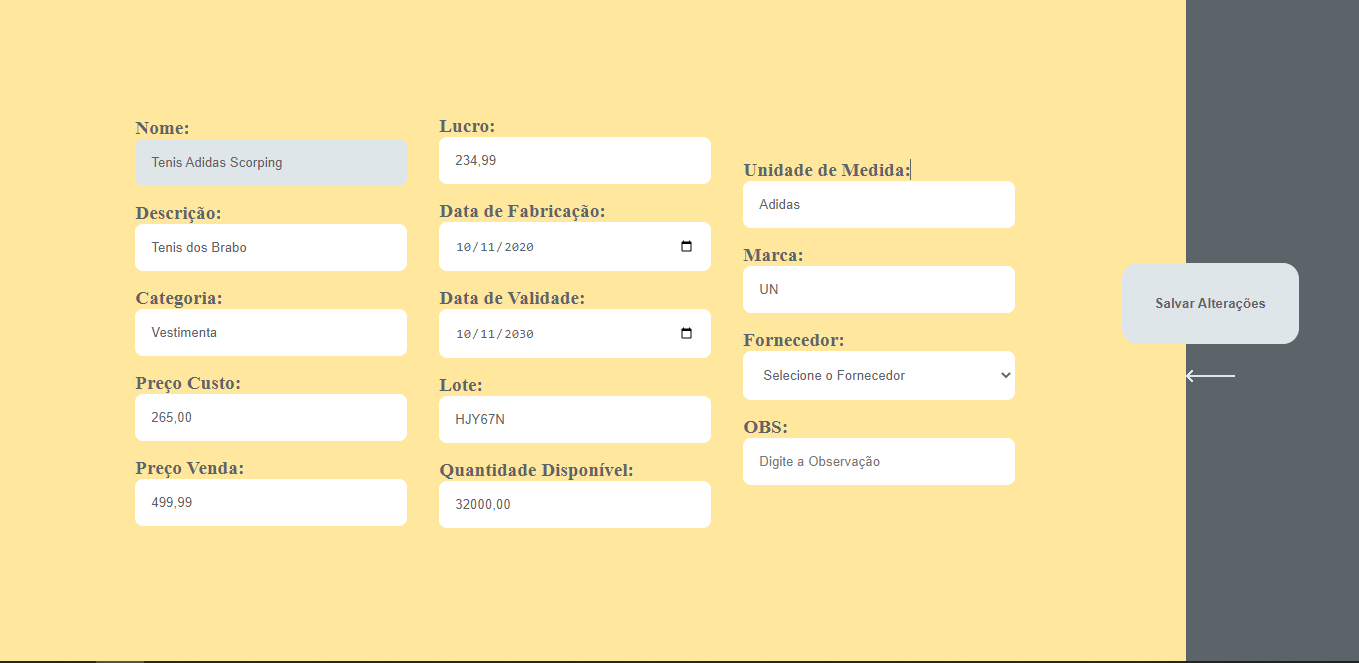 Nome:
Tenis Adidas Scorping
Descrição:
Tenis dos Brabo
Categoria:
Vestimenta
Preço Custo:
265,00
Preço Venda:
499,99
Lucro:
234,99
Data de Fabricação:
10/11/2020
Data de Validade:
10/11/2030
Lote:
HJY67N
Quantidade Disponível:
32000,00
Unidade de Medida:
Adidas
Marca:
UN
Fornecedor:
Selecione o Fornecedor
OBS:
Digite a Observação
Salvar Alterações